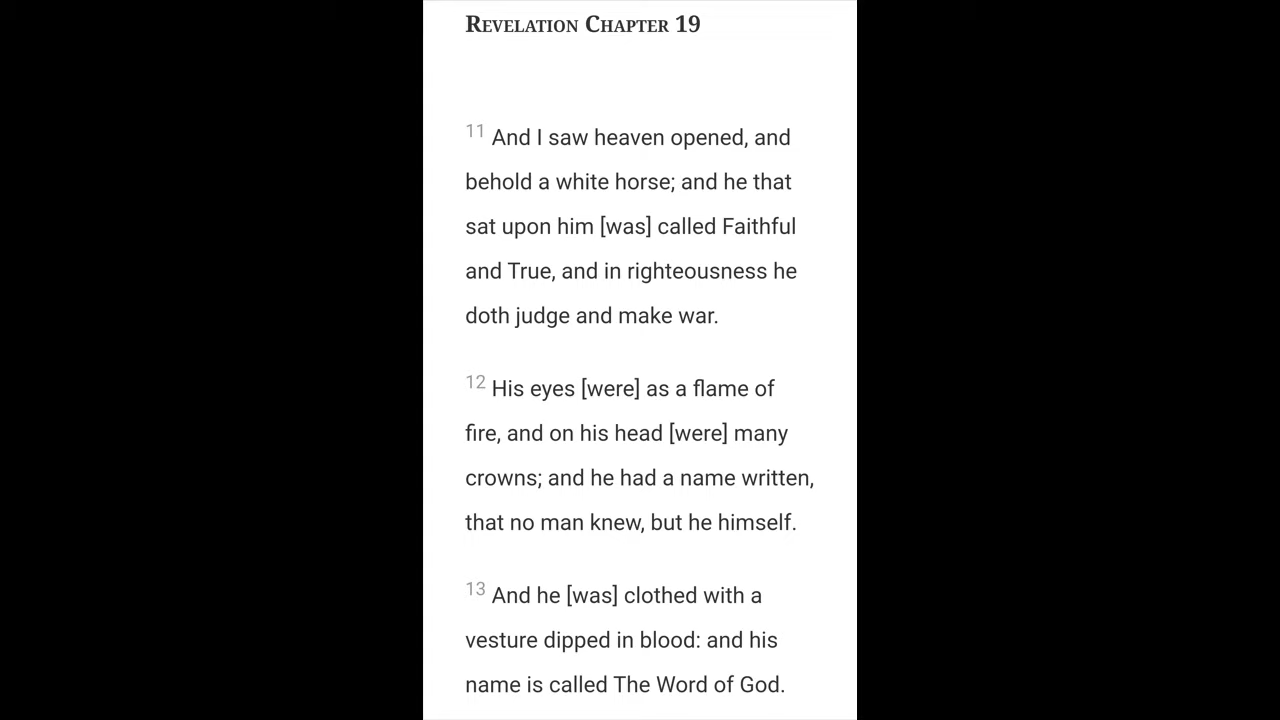 Revelation Chapter 19
11 And I saw heaven opened, and
behold a white horse; and he that
sat upon him [was] called Faithful
and True, and in righteousness he
doth judge and make war.
12 His eyes [were] as a flame of
fire, and on his head [were] many
crowns; and he had a name written,
that no man knew, but he himself.
13 And he [was] clothed with a
vesture dipped in blood: and his
name is called The Word of God.